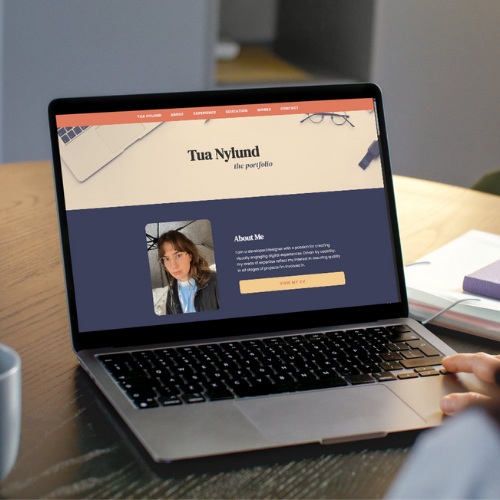 TUA NYLUND ABOUT EXPERIENCE EDUCATION WORKS CONTACT
Tua Nylund
the portfolio
About Me
I am a developer/designer with a passion for creating
visually engaging digital experiences. Driven by curiosity,
my areas of expertise reflect my interest in
in all stages of projects I'm involved in.
VIEW MY CV